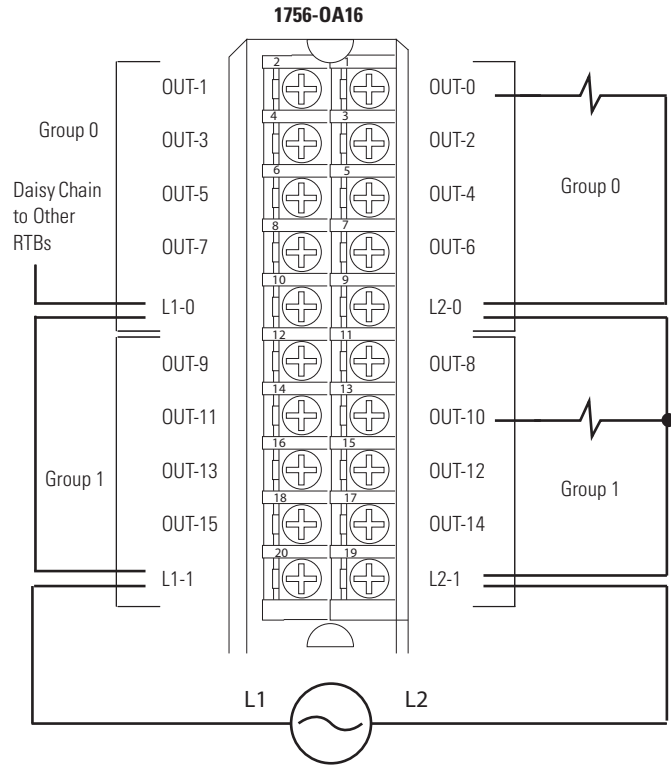 1756-OA16
2 1
OUT-1 OUT-0
4 3
Group 0 OUT-3 OUT-2
6 5
Daisy Chain
to Other
RTBs
OUT-5 OUT-4 Group 0
8 7
OUT-7 OUT-6
10 9
L1-0 L2-0
12 11
OUT-9 OUT-8
14 13
OUT-11 OUT-10
16 15
Group 1 OUT-13 OUT-12 Group 1
18 17
OUT-15 OUT-14
20 19
L1-1 L2-1
L1 L2